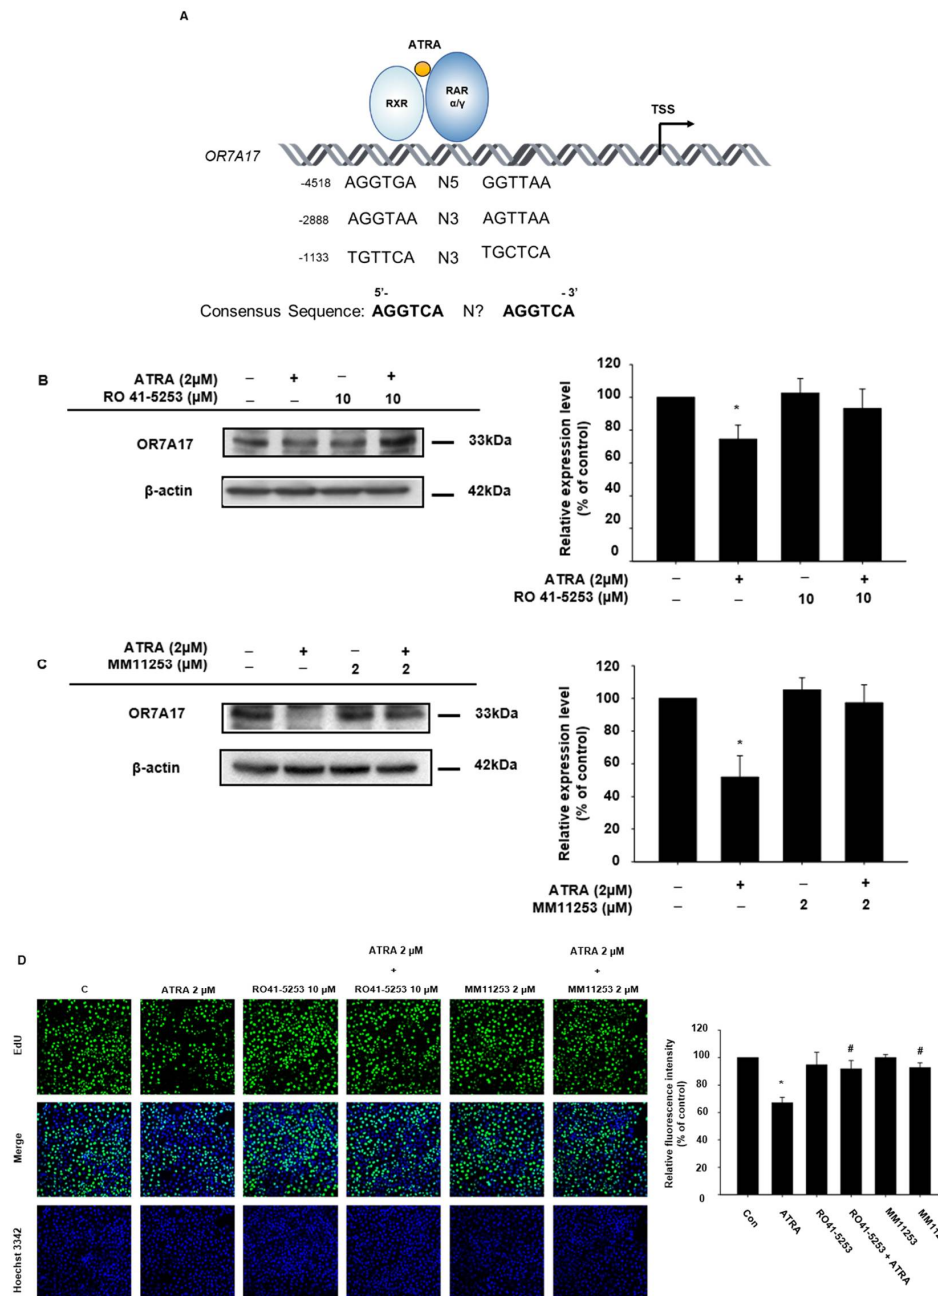 A
ATRA
RXR
RAR
α/γ
TSS
OR7A17
-4518 AGGTGA N5 GGTTAA
-2888 AGGTAA N3 AGTTAA
-1133 TGTTCA N3 TGCTCA
5'- - 3'
Consensus Sequence: AGGTCA N? AGGTCA
B
ATRA (2μM) – + – +
RO 41-5253 (μM) – – 10 10
OR7A17 33kDa
β-actin 42kDa
Relative expression level
(% of control)
120
100
80
60
40
20
0
ATRA (2μM) – + – +
RO 41-5253 (μM) – – 10 10
*
C
ATRA (2μM) – + – +
MM11253 (μM) – – 2 2
OR7A17 33kDa
β-actin 42kDa
Relative expression level
(% of control)
120
100
80
60
40
20
0
ATRA (2μM) – + – +
MM11253 (μM) – – 2 2
*
D
C
ATRA 2 μM
RO41-5253 10 μM
ATRA 2 μM
+
RO41-5253 10 μM
MM11253 2 μM
ATRA 2 μM
+
MM11253 2 μM
EdU
Merge
Hoechst 3342
Relative fluorescence intensity
(% of control)
120
100
80
60
40
20
0
*
#
#
Con
ATRA
RO41-5253
RO41-5253 + ATRA
MM11253